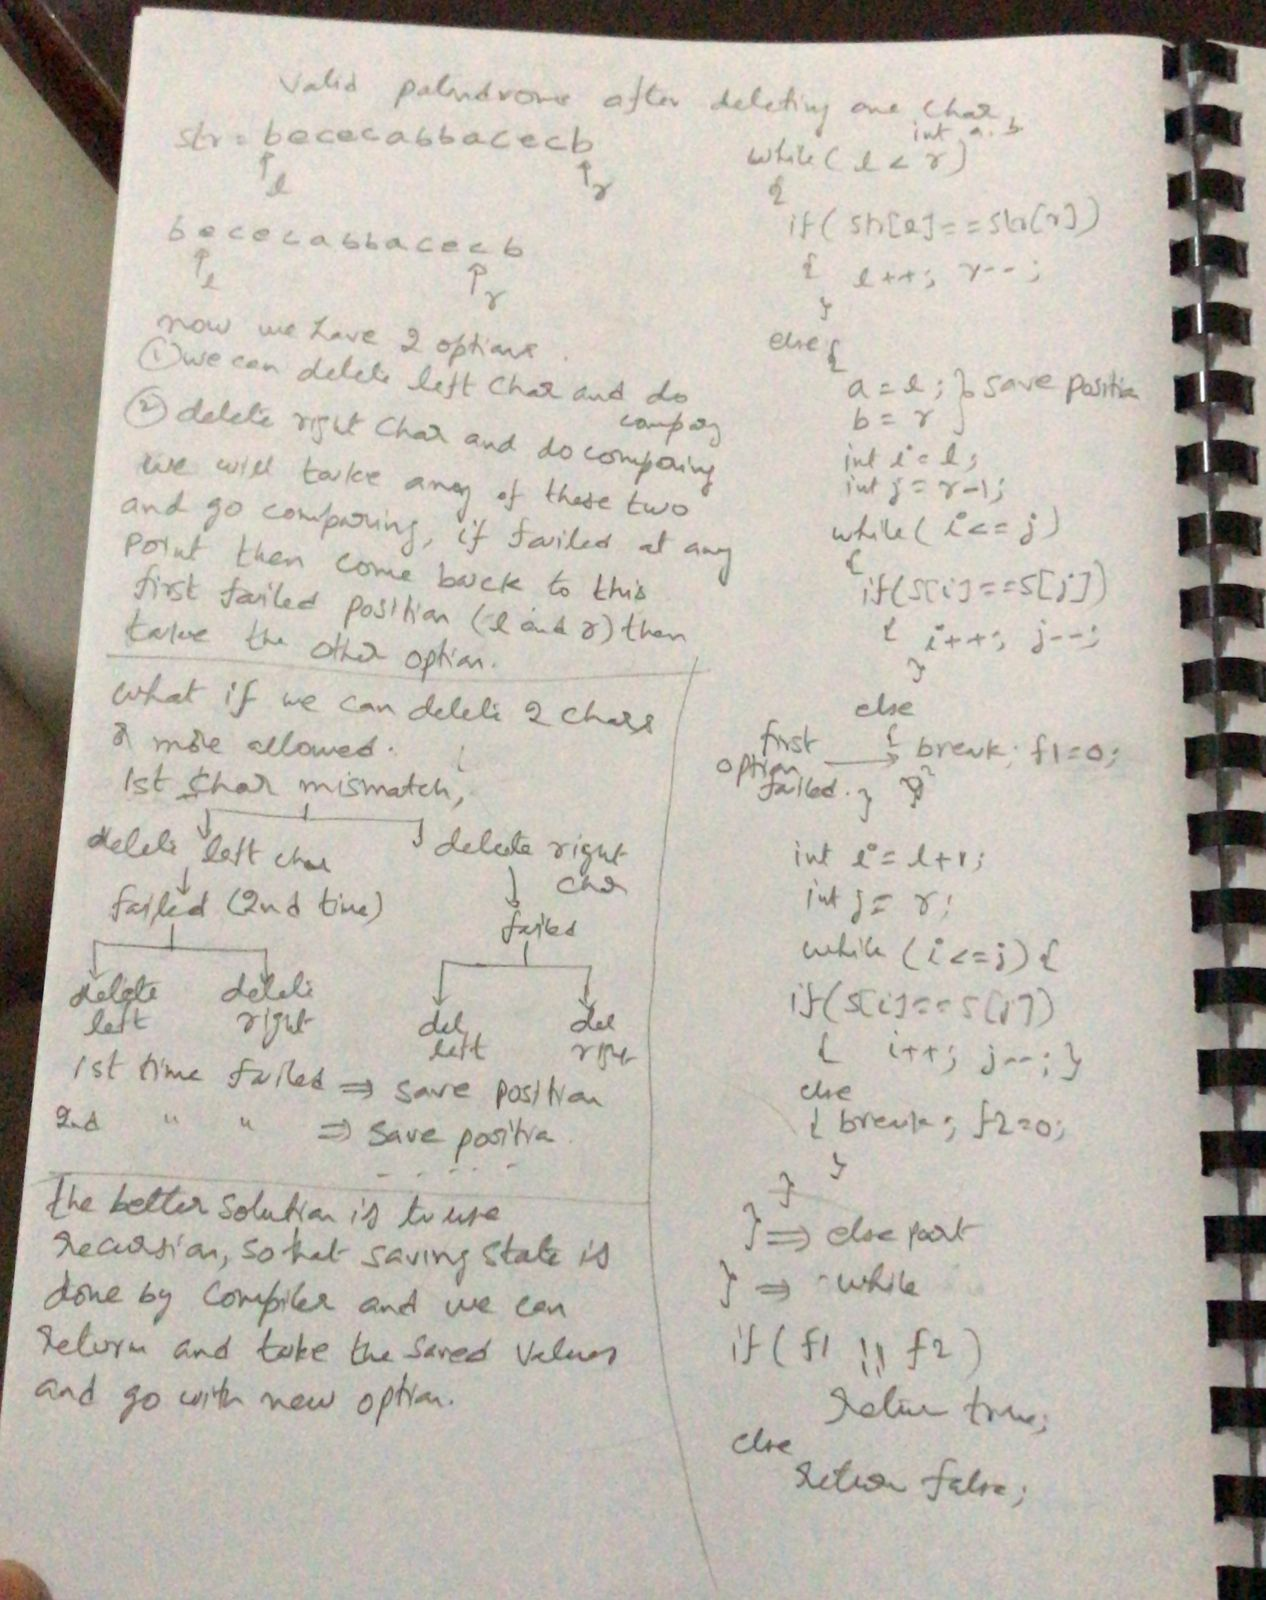 Valid palindrome after deleting one char
str = bececabbacecb
l r
bececabbacecb
l r
now we have 2 options.
① we can delete left char and do
compary
② delete right char and do comparing
we will take any of these two
and go comparing, if failed at any
point then come back to this
first failed position (l and r) then
take the other option.
What if we can delete 2 chars
or more allowed.
1st char mismatch,
delete left char delete right
char
failed (2nd time) failed
delete delete
left right
del del
left right
1st time failed ⇒ save position
2nd " " ⇒ save positia
. . . . .
The better solution is to use
recursion, so that saving state is
done by compiler and we can
return and take the saved values
and go with new option.
int a, b
while ( l < r )
{
if( str[l] == str[r])
{ l++; r--;
}
else {
a = l; } save positia
b = r
int i = l;
int j = r-1;
while ( i <= j )
{
if(s[i] == s[j])
{ i++; j--;
}
else
first option failed. → { break; f1=0;
} }
int i = l+1;
int j = r;
while (i <= j) {
if(s[i] == s[j])
{ i++; j--; }
else
{ break; f2=0;
}
}
} ⇒ else part
} ⇒ while
if ( f1 || f2 )
return true;
else
return false;